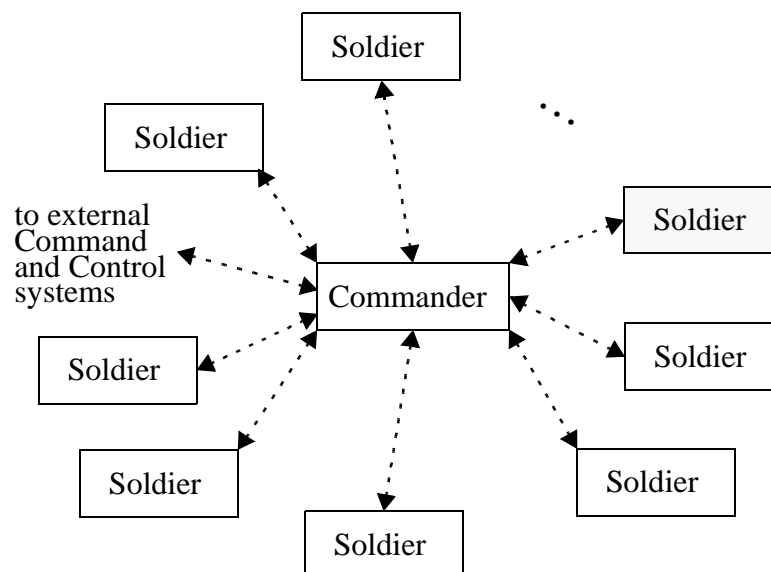 Soldier
Soldier
Soldier
to external
Command
and Control
systems
Commander
Soldier
Soldier
Soldier
Soldier
Soldier